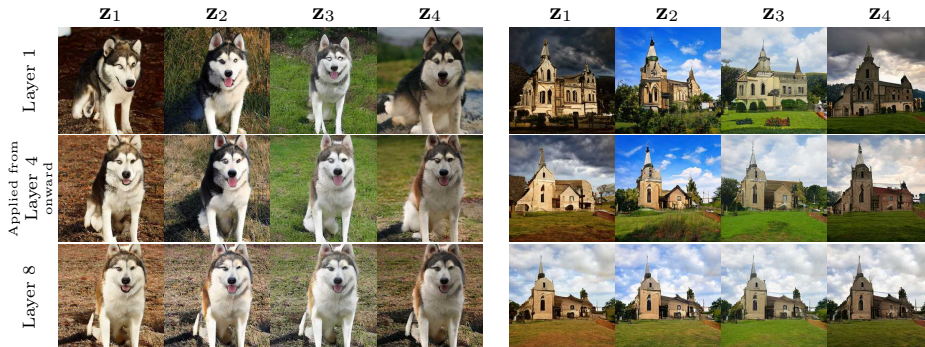 z₁ z₂ z₃ z₄ z₁ z₂ z₃ z₄
Layer 1
Applied from
Layer 4
onward
Layer 8